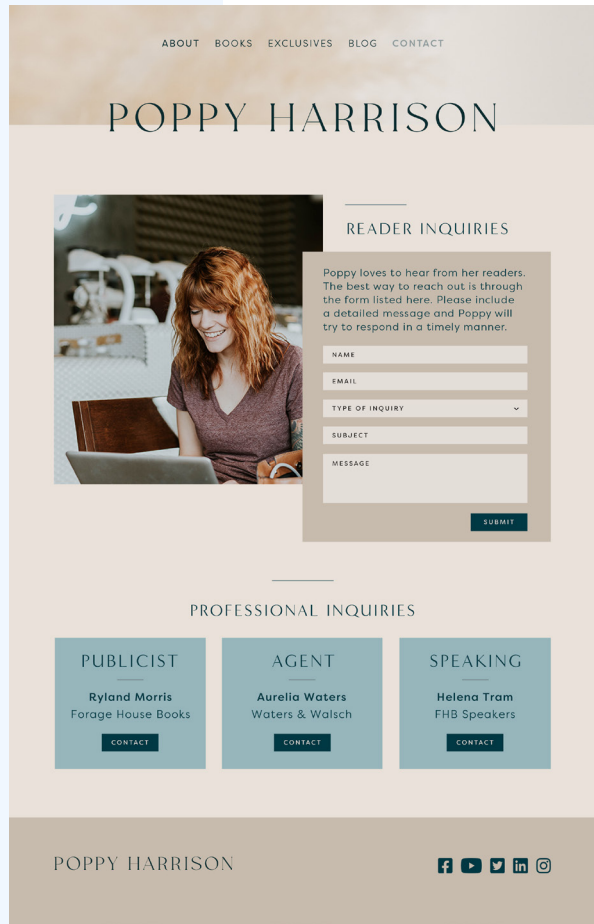 ABOUT BOOKS EXCLUSIVES BLOG CONTACT
POPPY HARRISON
READER INQUIRIES
Poppy loves to hear from her readers.
The best way to reach out is through
the form listed here. Please include
a detailed message and Poppy will
try to respond in a timely manner.
NAME
EMAIL
TYPE OF INQUIRY
SUBJECT
MESSAGE
SUBMIT
PROFESSIONAL INQUIRIES
PUBLICIST
Ryland Morris
Forage House Books
CONTACT
AGENT
Aurelia Waters
Waters & Walsch
CONTACT
SPEAKING
Helena Tram
FHB Speakers
CONTACT
POPPY HARRISON